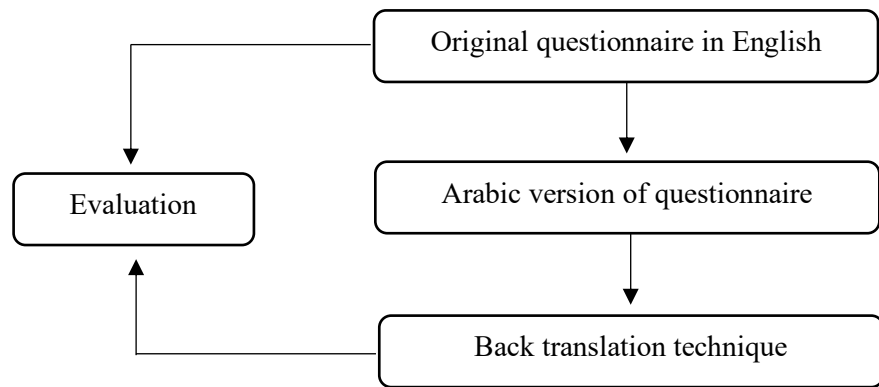 Original questionnaire in English
Arabic version of questionnaire
Evaluation
Back translation technique